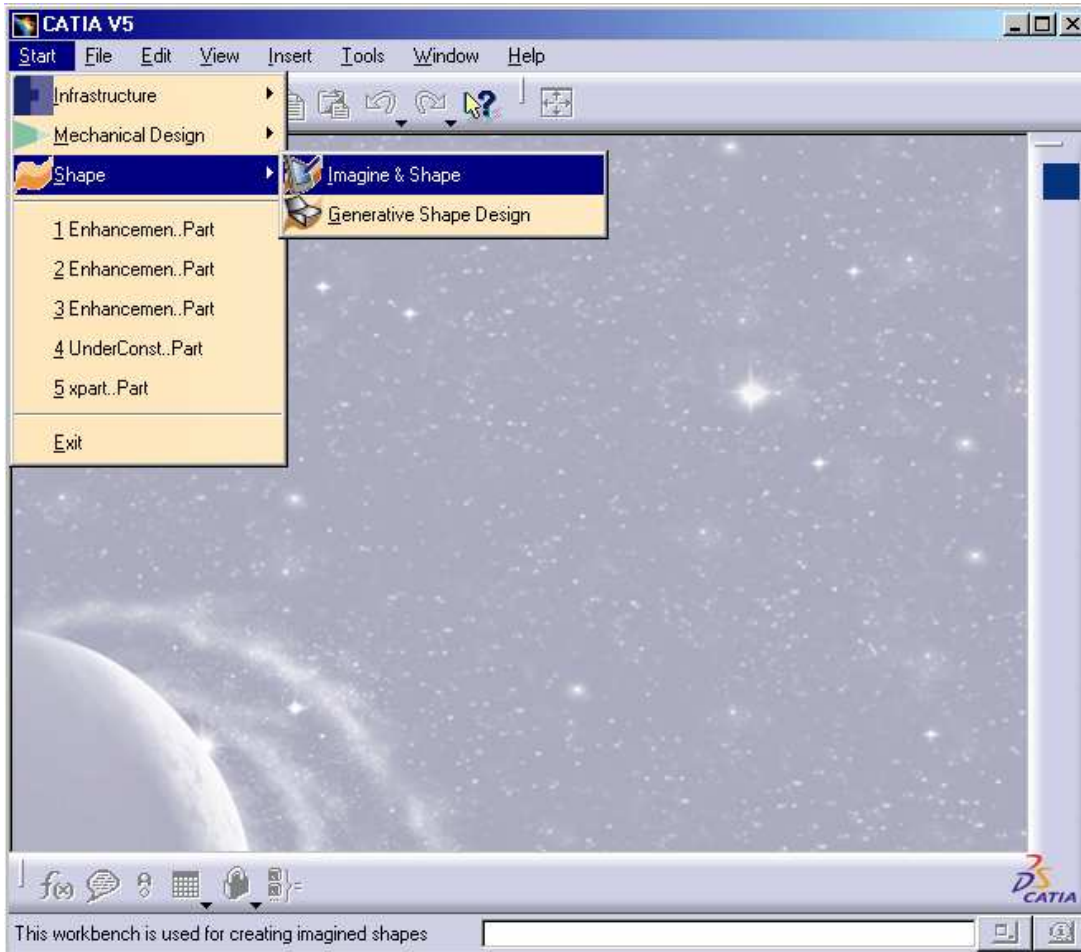 CATIA V5
Start File Edit View Insert Tools Window Help
Infrastructure
Mechanical Design
Shape
Imagine & Shape
Generative Shape Design
1 Enhancemen..Part
2 Enhancemen..Part
3 Enhancemen..Part
4 UnderConst..Part
5 xpart..Part
Exit
f(x)
DS
CATIA
This workbench is used for creating imagined shapes